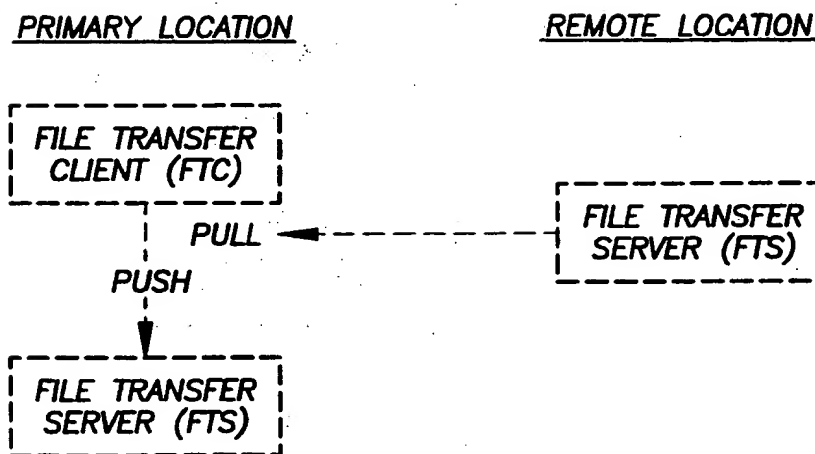 PRIMARY LOCATION
REMOTE LOCATION
FILE TRANSFER
CLIENT (FTC)
FILE TRANSFER
SERVER (FTS)
PULL
PUSH
FILE TRANSFER
SERVER (FTS)